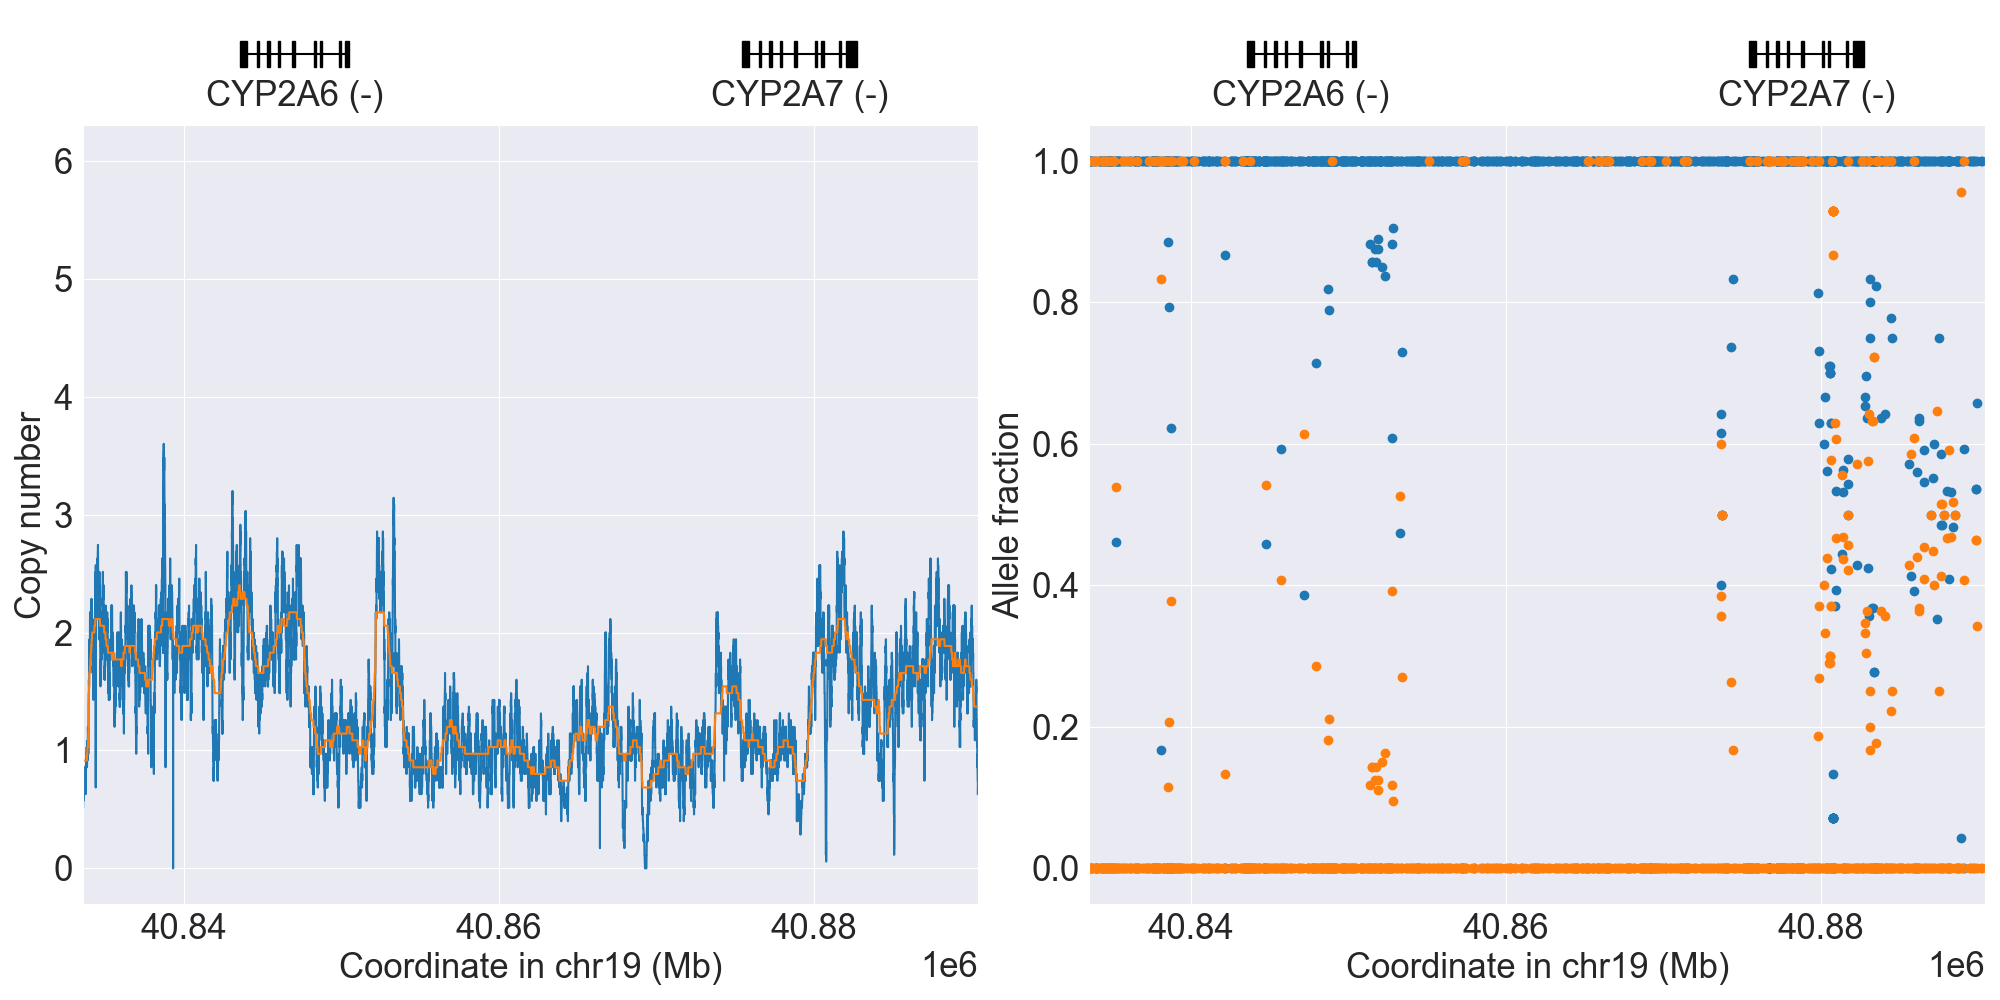 CYP2A6 (-)
CYP2A7 (-)
CYP2A6 (-)
CYP2A7 (-)
6
5
4
3
2
1
0
Copy number
40.84
40.86
40.88
Coordinate in chr19 (Mb)
1e6
1.0
0.8
0.6
0.4
0.2
0.0
Allele fraction
40.84
40.86
40.88
Coordinate in chr19 (Mb)
1e6